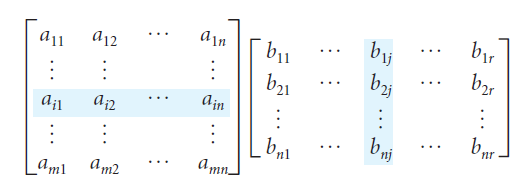 a11 a12 ⋯ a1n
⋮ ⋮ ⋮
ai1 ai2 ⋯ ain
⋮ ⋮ ⋮
am1 am2 ⋯ amn
b11 ⋯ b1j ⋯ b1r
b21 ⋯ b2j ⋯ b2r
⋮ ⋮ ⋮
bn1 ⋯ bnj ⋯ bnr